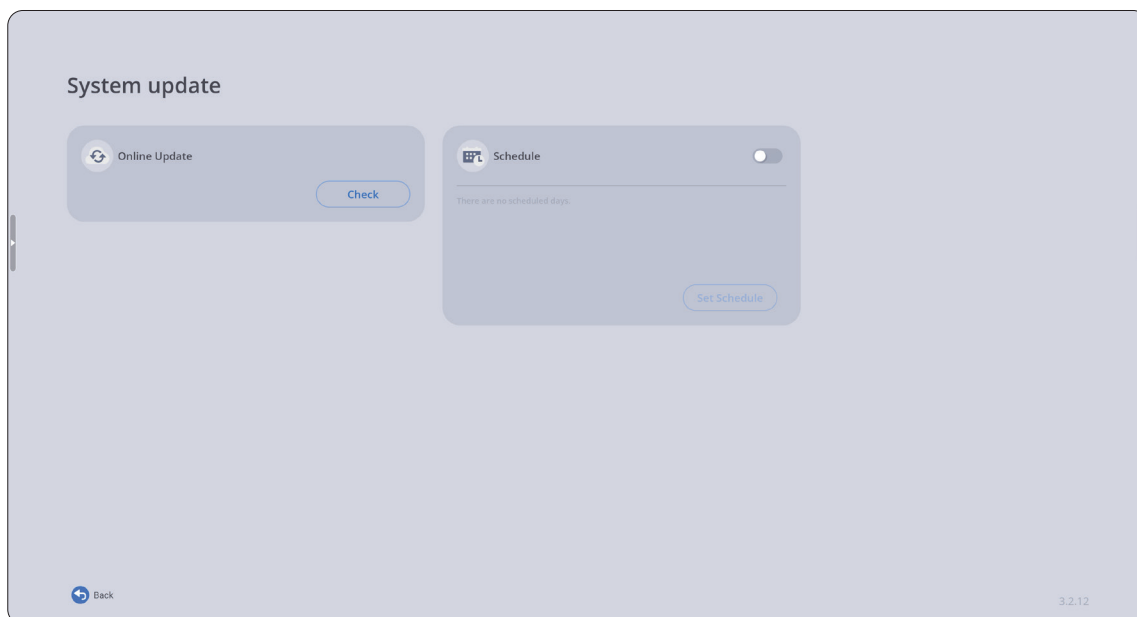 System update
Online Update
Check
Schedule
There are no scheduled days.
Set Schedule
Back
3.2.12